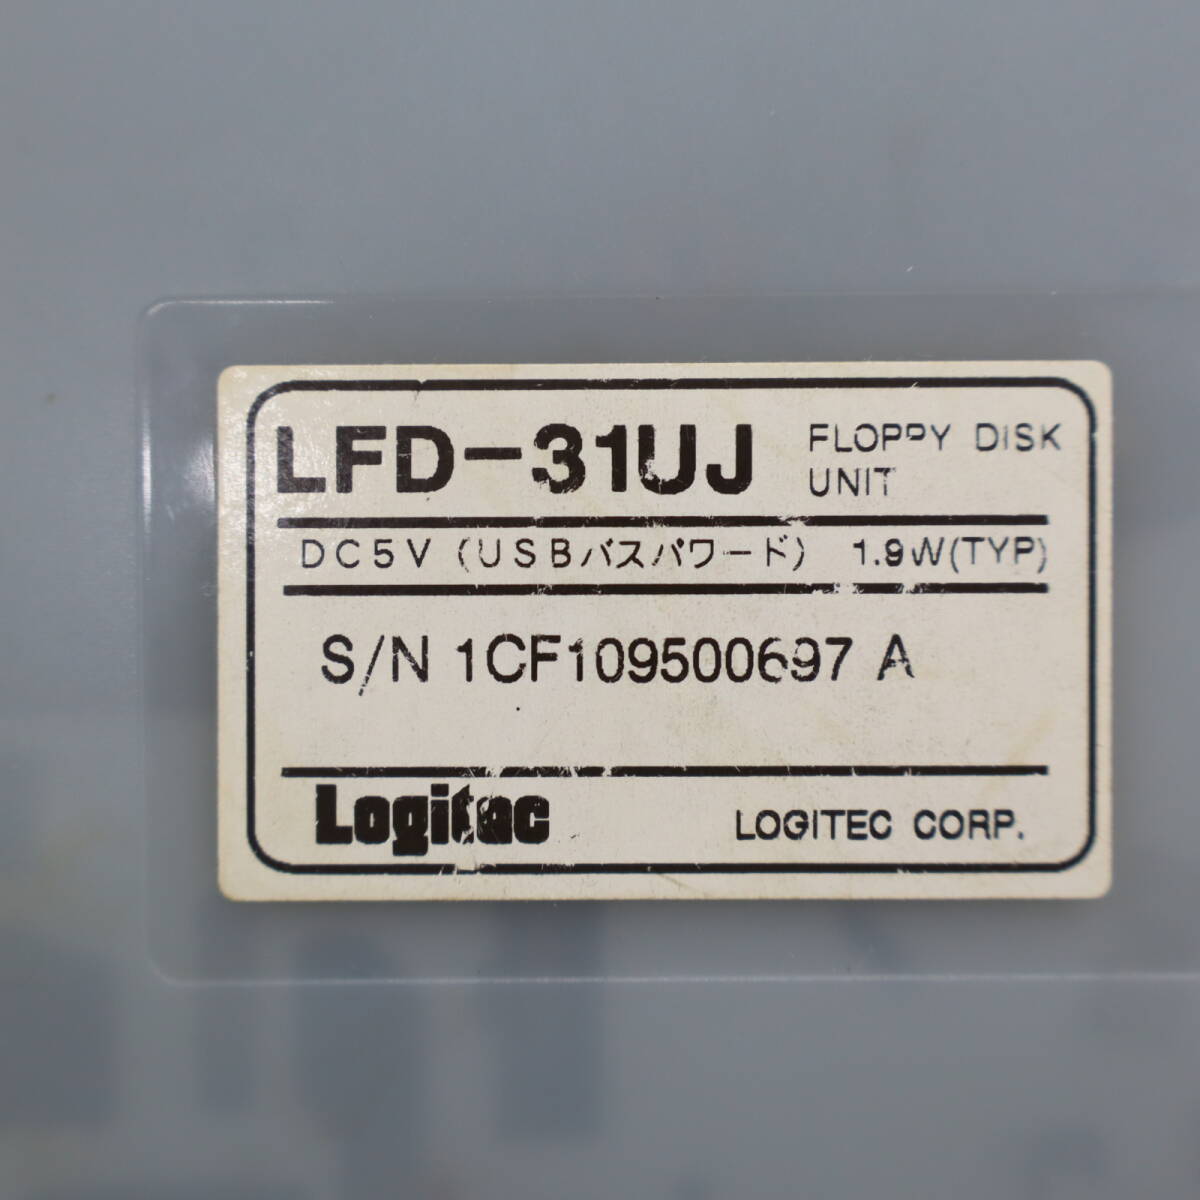 LFD-31UJ FLOPPY DISK
UNIT
DC5V (USBバスパワード) 1.9W(TYP)
S/N 1CF109500697 A
Logitec LOGITEC CORP.